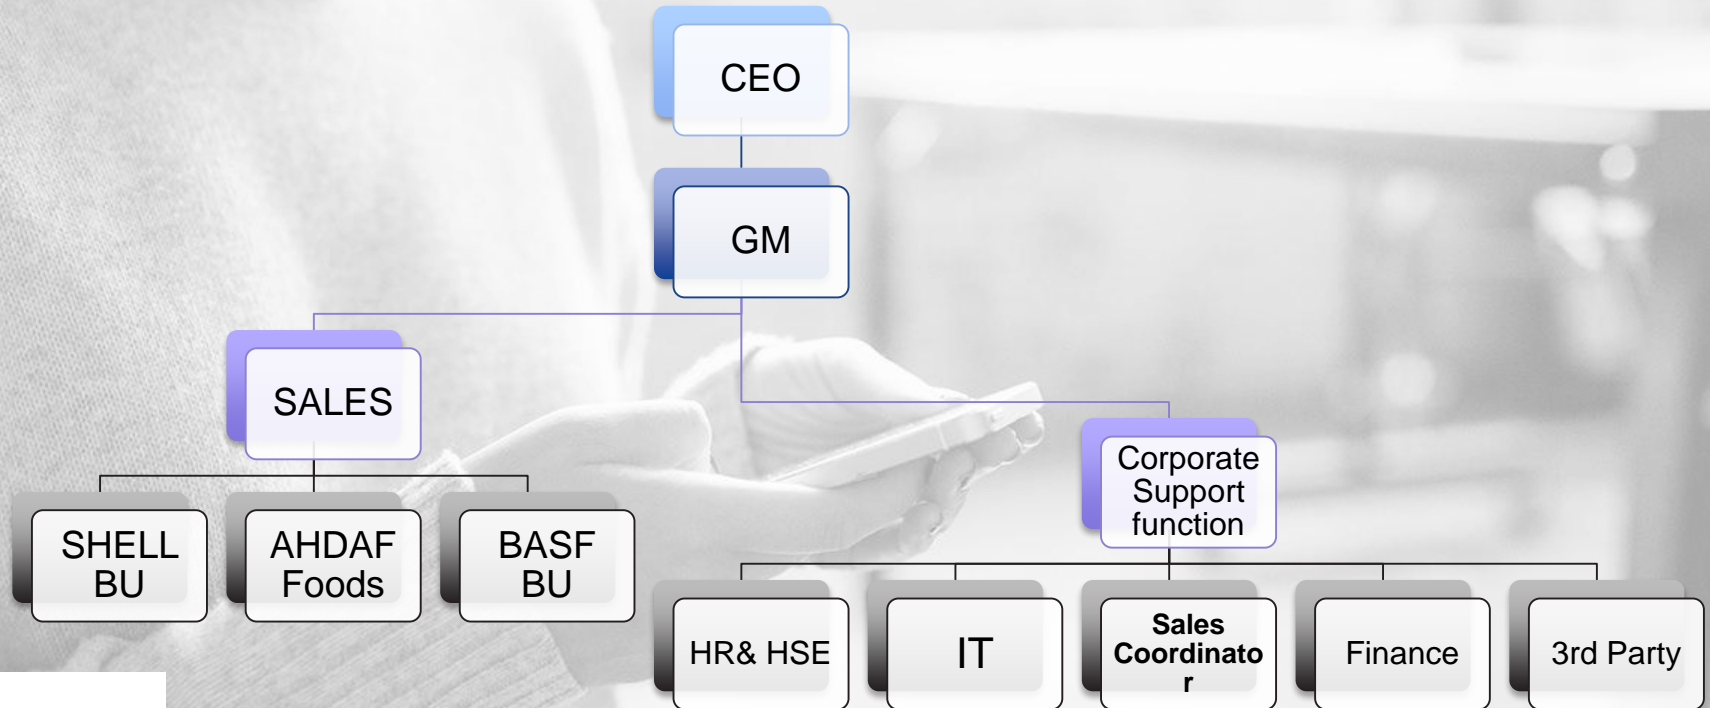 CEO
GM
SALES
Corporate
Support
function
SHELL
BU
AHDAF
Foods
BASF
BU
HR& HSE
IT
Sales
Coordinato
r
Finance
3rd Party